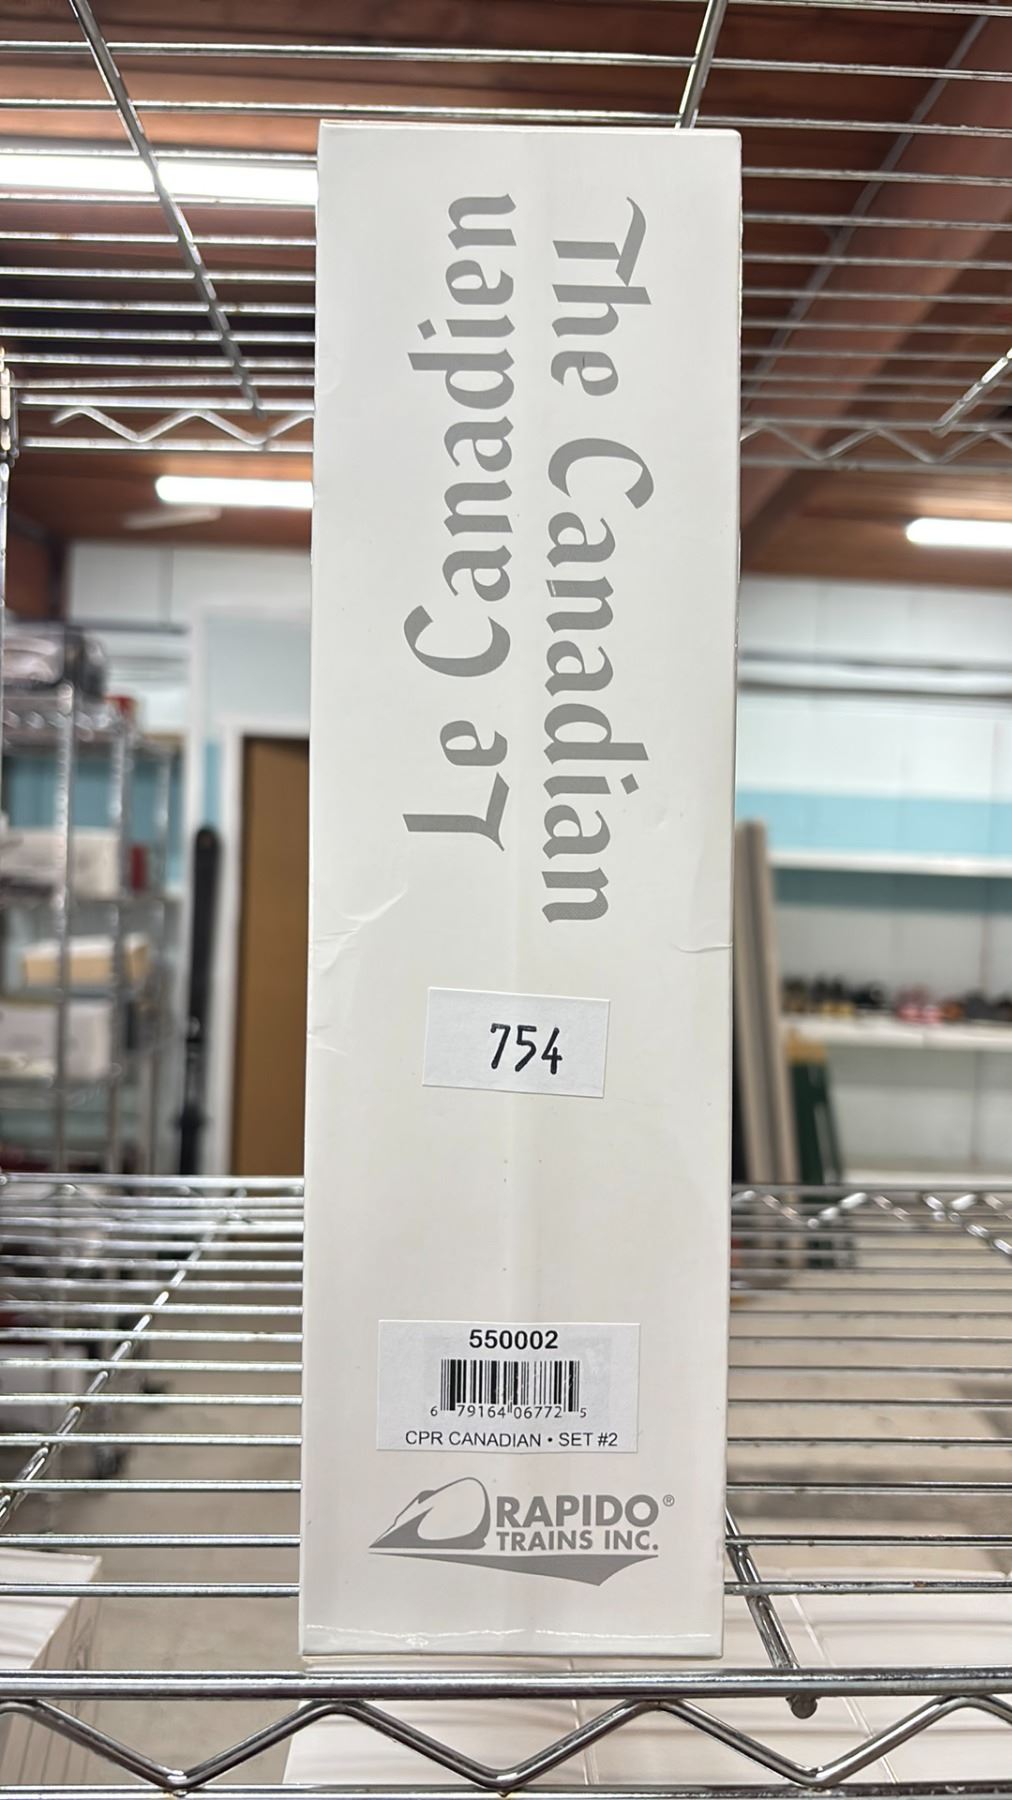 The Canadian
Le Canadien
754
550002
6 79164 06772 5
CPR CANADIAN • SET #2
RAPIDO®
TRAINS INC.